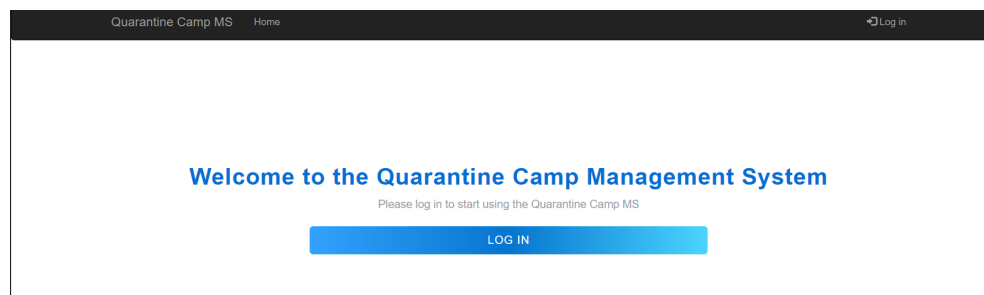 Quarantine Camp MS Home Log in
Welcome to the Quarantine Camp Management System
Please log in to start using the Quarantine Camp MS
LOG IN